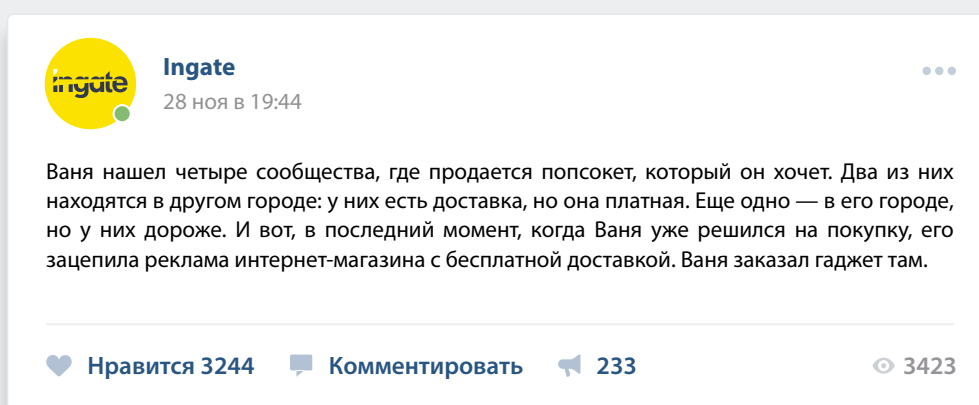 ingate
Ingate
28 ноя в 19:44
Ваня нашел четыре сообщества, где продается попсокет, который он хочет. Два из них
находятся в другом городе: у них есть доставка, но она платная. Еще одно — в его городе,
но у них дороже. И вот, в последний момент, когда Ваня уже решился на покупку, его
зацепила реклама интернет-магазина с бесплатной доставкой. Ваня заказал гаджет там.
Нравится 3244 Комментировать 233 3423